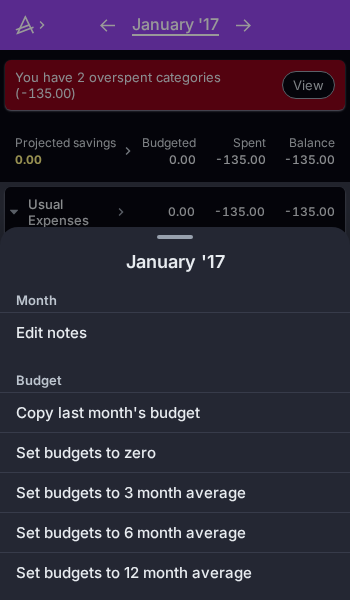 January '17
You have 2 overspent categories
(-135.00)
View
Projected savings
0.00
Budgeted
0.00
Spent
-135.00
Balance
-135.00
Usual
Expenses
0.00
-135.00
-135.00
January '17
Month
Edit notes
Budget
Copy last month's budget
Set budgets to zero
Set budgets to 3 month average
Set budgets to 6 month average
Set budgets to 12 month average